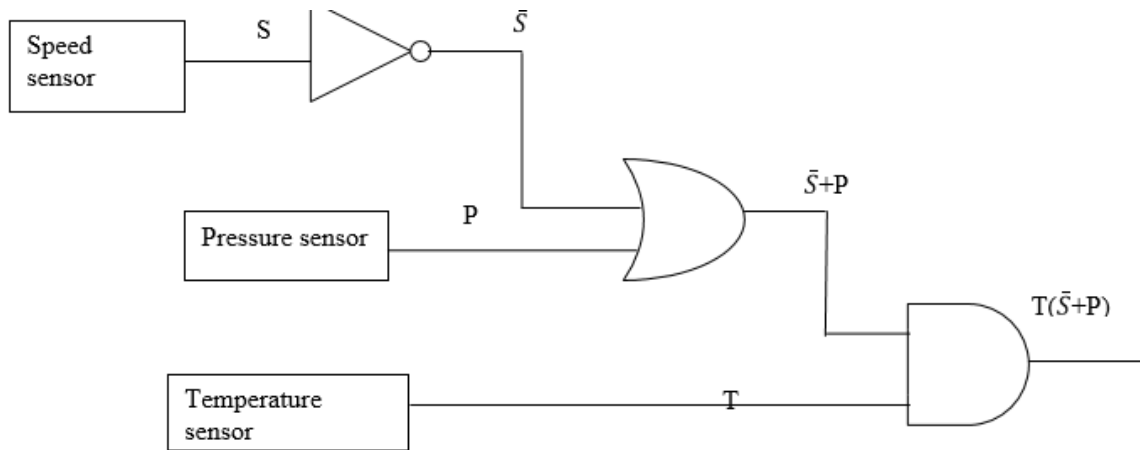 S
S̄
Speed
sensor
S̄+P
P
Pressure sensor
T(S̄+P)
Temperature
sensor
T